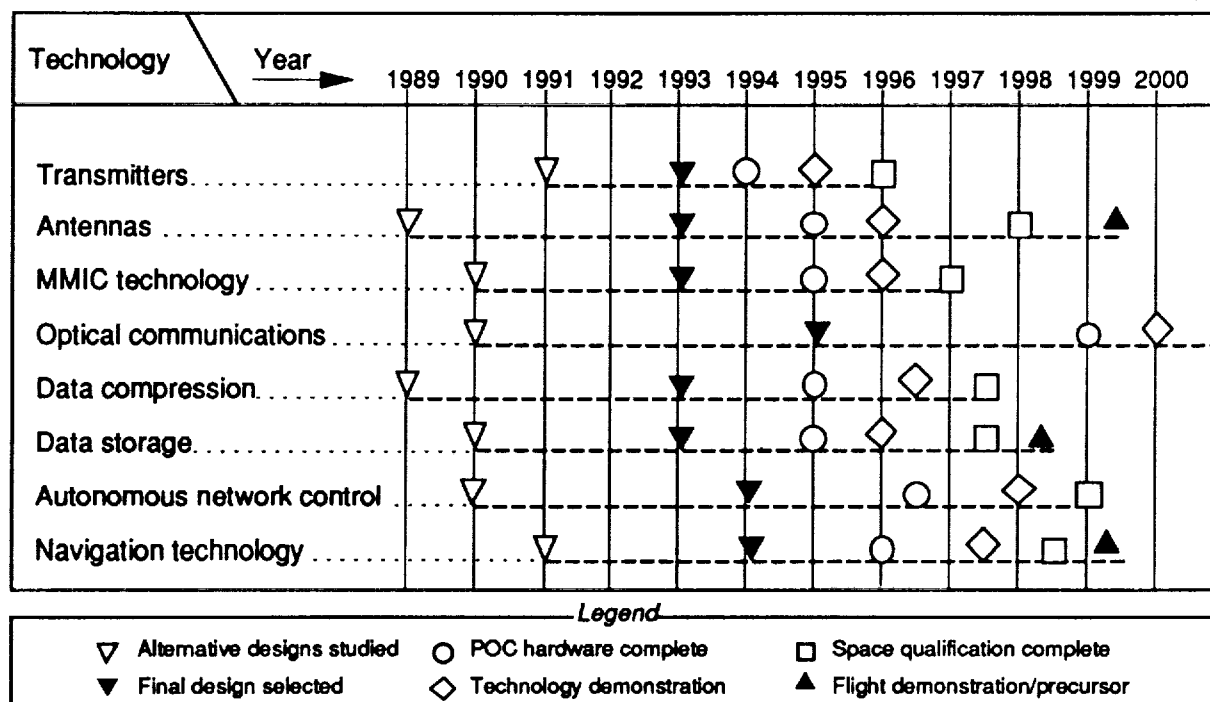 Technology Year
1989 1990 1991 1992 1993 1994 1995 1996 1997 1998 1999 2000
Transmitters
Antennas
MMIC technology
Optical communications
Data compression
Data storage
Autonomous network control
Navigation technology
Legend
Alternative designs studied POC hardware complete Space qualification complete
Final design selected Technology demonstration Flight demonstration/precursor